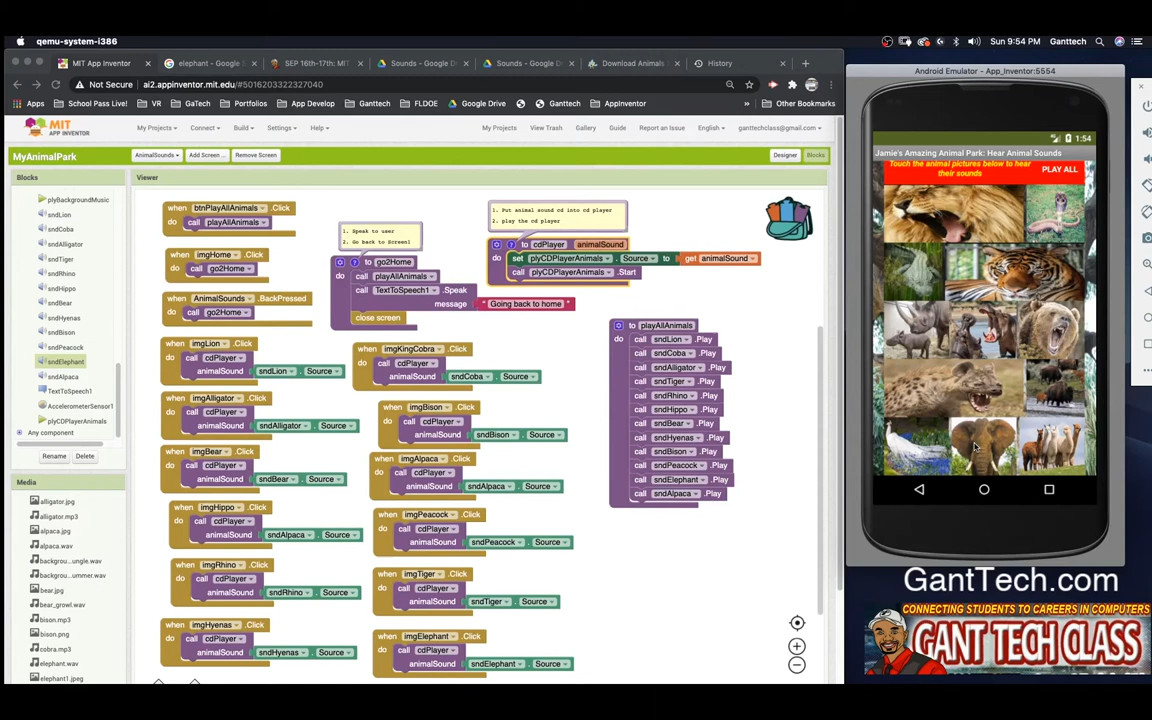 qemu-system-i386
Sun 9:54 PM Ganttech
MIT App Inventor
elephant - Google S
SEP 16th-17th: MIT
Sounds - Google Dr
Sounds - Google Dr
Download Animals
History
Not Secure ai2.appinventor.mit.edu/#5016203322327040
Apps School Pass Live! VR GaTech Portfolios App Develop Ganttech FLDOE Google Drive Ganttech AppInventor » Other Bookmarks
MIT APP INVENTOR
My Projects Connect Build Settings Help
My Projects View Trash Gallery Guide Report an Issue English ganttechclass@gmail.com
MyAnimalPark
AnimalSounds Add Screen ... Remove Screen
Designer Blocks
Blocks
plyBackgroundMusic
sndLion
sndCoba
sndAlligator
sndTiger
sndRhino
sndHippo
sndBear
sndHyenas
sndBison
sndPeacock
sndElephant
sndAlpaca
TextToSpeech1
AccelerometerSensor1
plyCDPlayerAnimals
Any component
Rename Delete
Media
alligator.jpg
alligator.mp3
alpaca.jpg
alpaca.wav
backgrou...ungle.wav
backgrou...ummer.wav
bear.jpg
bear_growl.wav
bison.mp3
bison.png
cobra.mp3
elephant.wav
elephant1.jpeg
Viewer
when btnPlayAllAnimals .Click
do call playAllAnimals
when imgHome .Click
do call go2Home
when AnimalSounds .BackPressed
do call go2Home
when imgLion .Click
do call cdPlayer
animalSound sndLion . Source
when imgAlligator .Click
do call cdPlayer
animalSound sndAlligator . Source
when imgBear .Click
do call cdPlayer
animalSound sndBear . Source
when imgHippo .Click
do call cdPlayer
animalSound sndAlpaca . Source
when imgRhino .Click
do call cdPlayer
animalSound sndRhino . Source
when imgHyenas .Click
do call cdPlayer
animalSound sndHyenas . Source
1. Speak to user
2. Go back to Screen1
to go2Home
do call playAllAnimals
call TextToSpeech1 .Speak
message " Going back to home "
close screen
when imgKingCobra .Click
do call cdPlayer
animalSound sndCoba . Source
when imgBison .Click
do call cdPlayer
animalSound sndBison . Source
when imgAlpaca .Click
do call cdPlayer
animalSound sndAlpaca . Source
when imgPeacock .Click
do call cdPlayer
animalSound sndPeacock . Source
when imgTiger .Click
do call cdPlayer
animalSound sndTiger . Source
when imgElephant .Click
do call cdPlayer
animalSound sndElephant . Source
1. Put animal sound cd into cd player
2. play the cd player
to cdPlayer animalSound
do set plyCDPlayerAnimals . Source to get animalSound
call plyCDPlayerAnimals .Start
to playAllAnimals
do call sndLion .Play
call sndCoba .Play
call sndAlligator .Play
call sndTiger .Play
call sndRhino .Play
call sndHippo .Play
call sndBear .Play
call sndHyenas .Play
call sndBison .Play
call sndPeacock .Play
call sndElephant .Play
call sndAlpaca .Play
Android Emulator - App_Inventor:5554
1:54
Jamie's Amazing Animal Park: Hear Animal Sounds
Touch the animal pictures below to hear
their sounds
PLAY ALL
GantTech.com
CONNECTING STUDENTS TO CAREERS IN COMPUTERS
GANT TECH CLASS